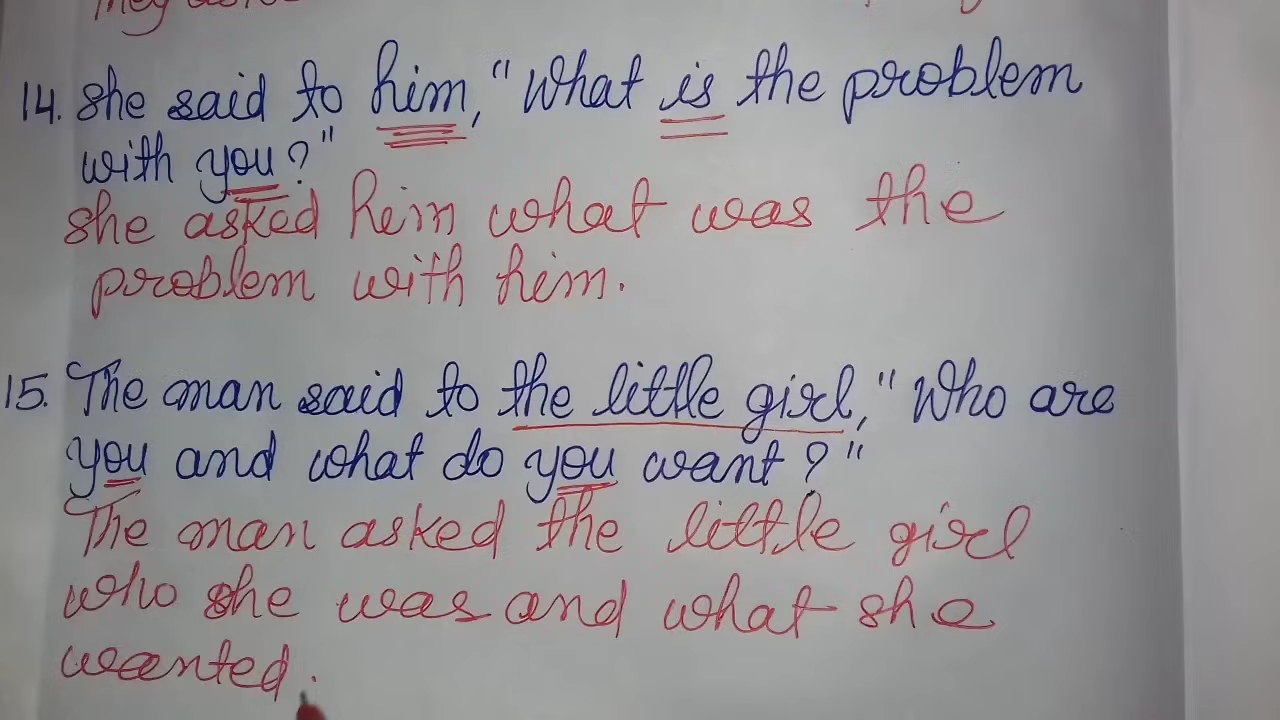 14. She said to him, "What is the problem
with you?"
She asked him what was the
problem with him.
15. The man said to the little girl, "Who are
you and what do you want?"
The man asked the little girl
who she was and what she
wanted.